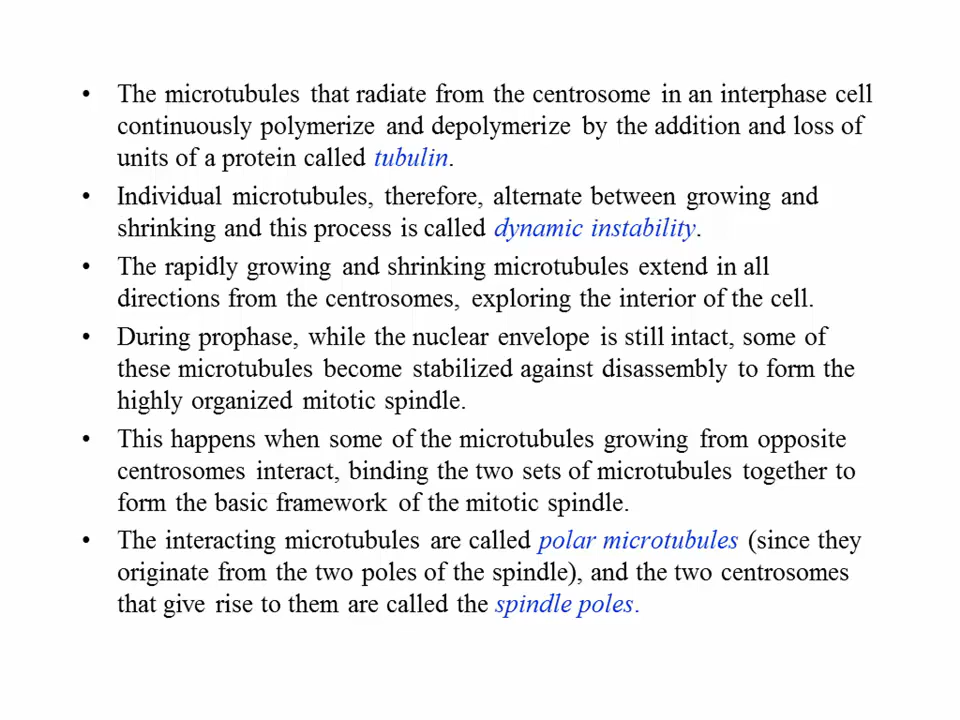 • The microtubules that radiate from the centrosome in an interphase cell
continuously polymerize and depolymerize by the addition and loss of
units of a protein called tubulin.
• Individual microtubules, therefore, alternate between growing and
shrinking and this process is called dynamic instability.
• The rapidly growing and shrinking microtubules extend in all
directions from the centrosomes, exploring the interior of the cell.
• During prophase, while the nuclear envelope is still intact, some of
these microtubules become stabilized against disassembly to form the
highly organized mitotic spindle.
• This happens when some of the microtubules growing from opposite
centrosomes interact, binding the two sets of microtubules together to
form the basic framework of the mitotic spindle.
• The interacting microtubules are called polar microtubules (since they
originate from the two poles of the spindle), and the two centrosomes
that give rise to them are called the spindle poles.